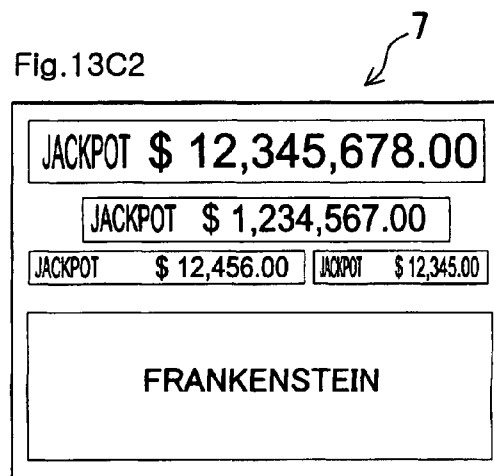 7
Fig.13C2
JACKPOT $ 12,345,678.00
JACKPOT $ 1,234,567.00
JACKPOT $ 12,456.00 JACKPOT $ 12,345.00
FRANKENSTEIN